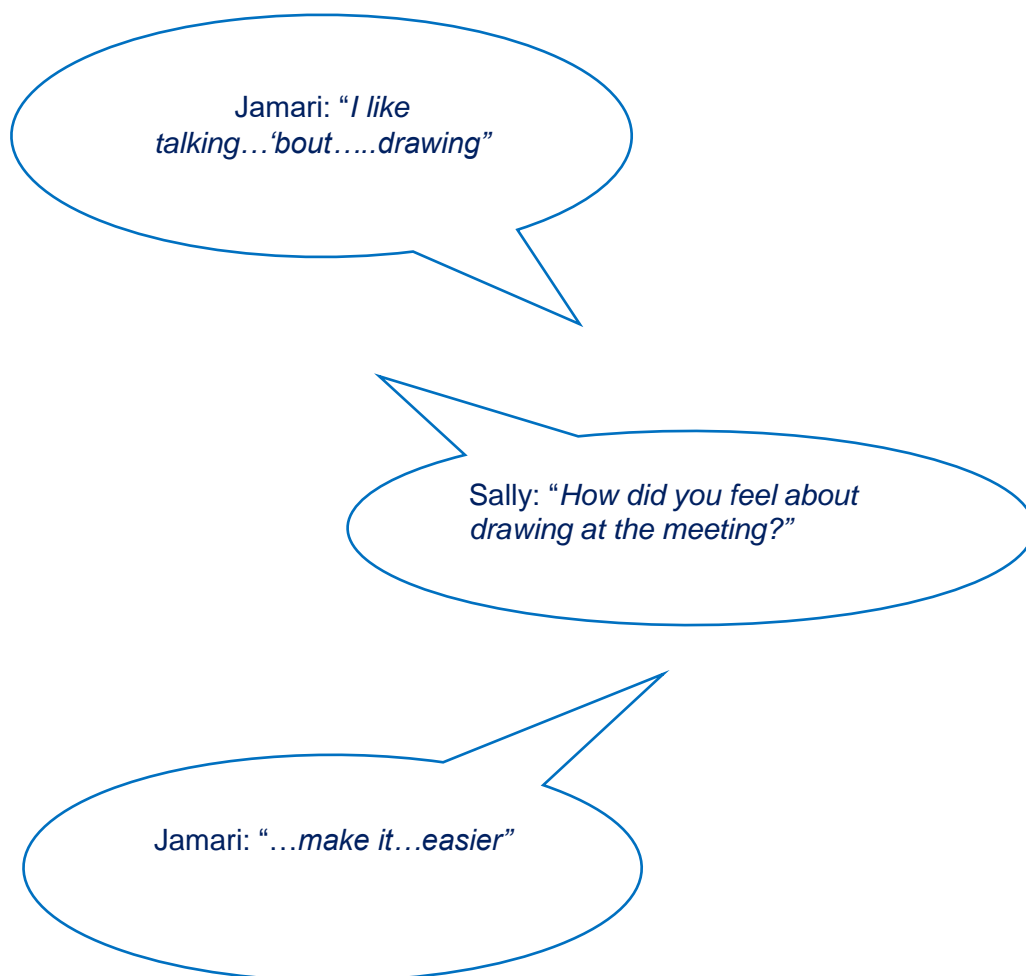 Jamari: “I like
talking…‘bout…..drawing”
Sally: “How did you feel about
drawing at the meeting?”
Jamari: “…make it…easier”